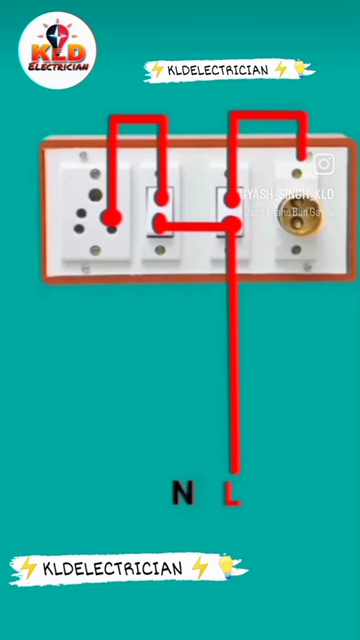 KLD
ELECTRICIAN
⚡ KLDELECTRICIAN ⚡
YASH_SINGH_KLD
N L
⚡ KLDELECTRICIAN ⚡